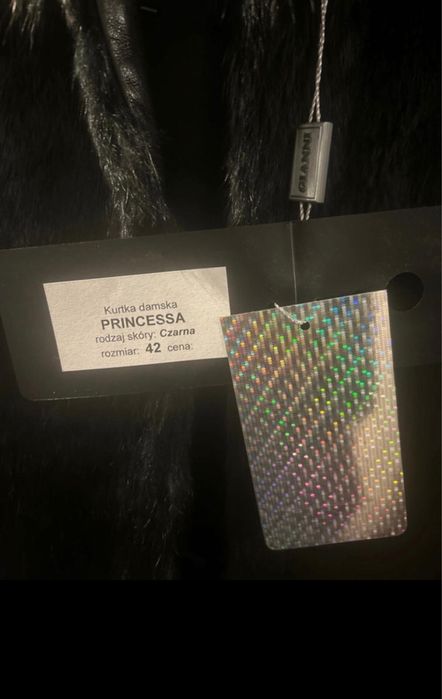 GIANNI
Kurtka damska
PRINCESSA
rodzaj skóry: Czarna
rozmiar: 42 cena: